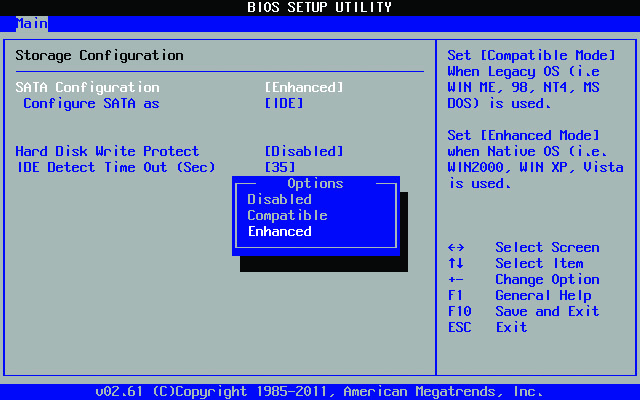 BIOS SETUP UTILITY
Main
Storage Configuration
SATA Configuration [Enhanced]
Configure SATA as [IDE]
Hard Disk Write Protect [Disabled]
IDE Detect Time Out (Sec) [35]
Options
Disabled
Compatible
Enhanced
Set [Compatible Mode]
When Legacy OS (i.e
WIN ME, 98, NT4, MS
DOS) is used.
Set [Enhanced Mode]
when Native OS (i.e.
WIN2000, WIN XP, Vista
is used.
↔ Select Screen
↑↓ Select Item
+- Change Option
F1 General Help
F10 Save and Exit
ESC Exit
v02.61 (C)Copyright 1985-2011, American Megatrends, Inc.